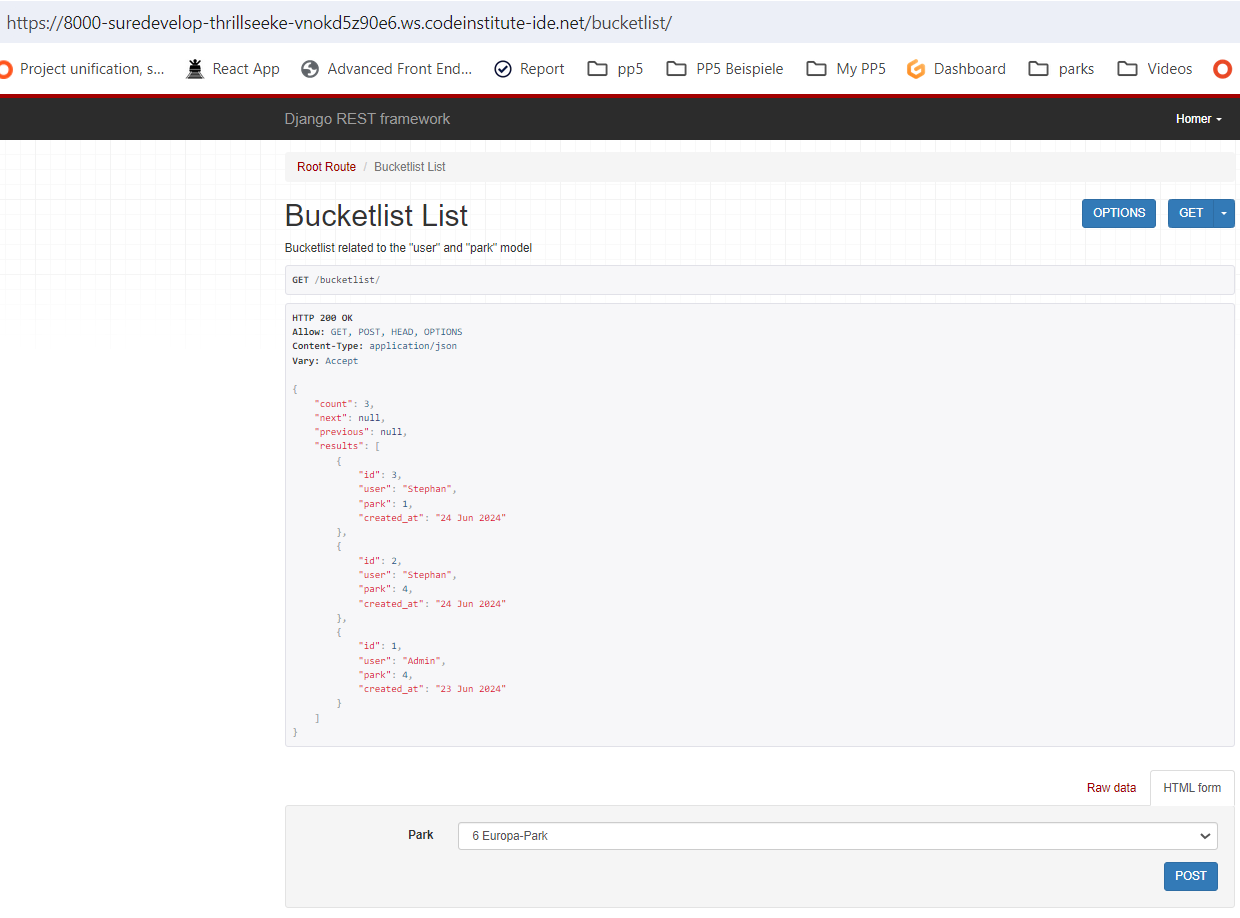 https://8000-suredevelop-thrillseeke-vnokd5z90e6.ws.codeinstitute-ide.net/bucketlist/
Project unification, s... React App Advanced Front End... Report pp5 PP5 Beispiele My PP5 Dashboard parks Videos
Django REST framework Homer
Root Route / Bucketlist List
Bucketlist List OPTIONS GET
Bucketlist related to the "user" and "park" model
GET /bucketlist/
HTTP 200 OK
Allow: GET, POST, HEAD, OPTIONS
Content-Type: application/json
Vary: Accept
{
"count": 3,
"next": null,
"previous": null,
"results": [
{
"id": 3,
"user": "Stephan",
"park": 1,
"created_at": "24 Jun 2024"
},
{
"id": 2,
"user": "Stephan",
"park": 4,
"created_at": "24 Jun 2024"
},
{
"id": 1,
"user": "Admin",
"park": 4,
"created_at": "23 Jun 2024"
}
]
}
Raw data HTML form
Park 6 Europa-Park
POST